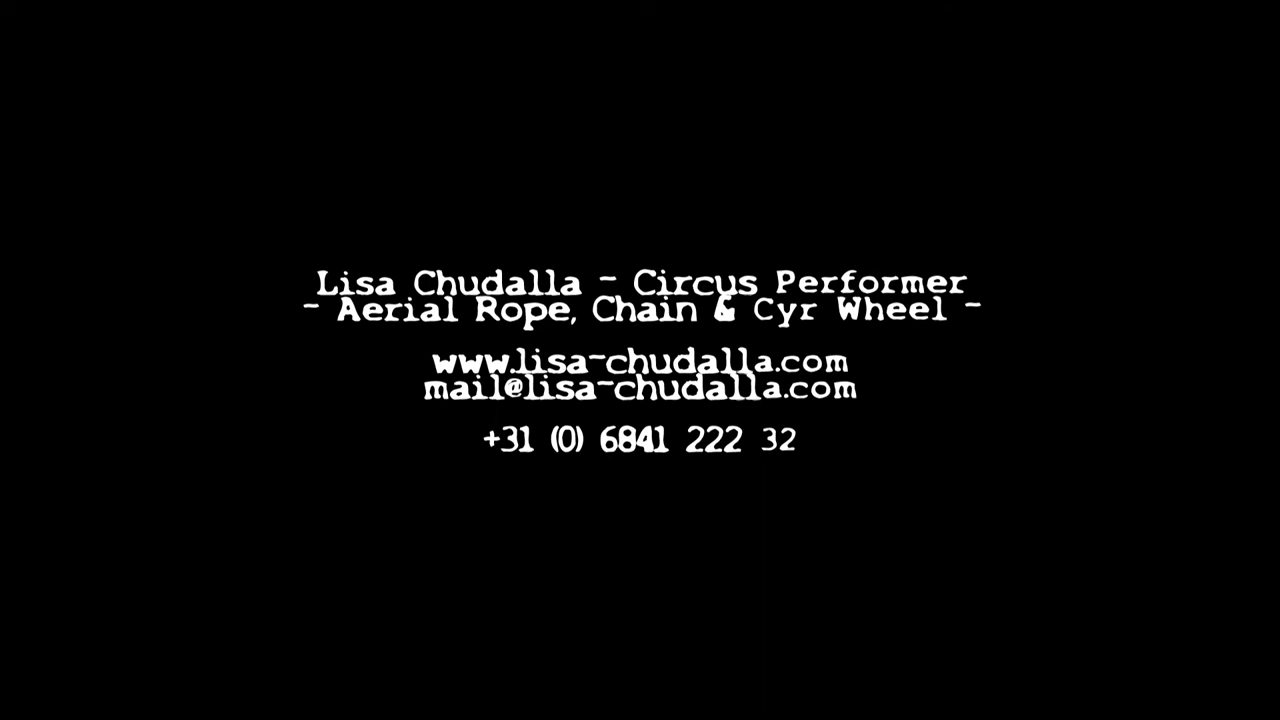 Lisa Chudalla - Circus Performer
- Aerial Rope, Chain & Cyr Wheel -
www.lisa-chudalla.com
mail@lisa-chudalla.com
+31 (0) 6841 222 32